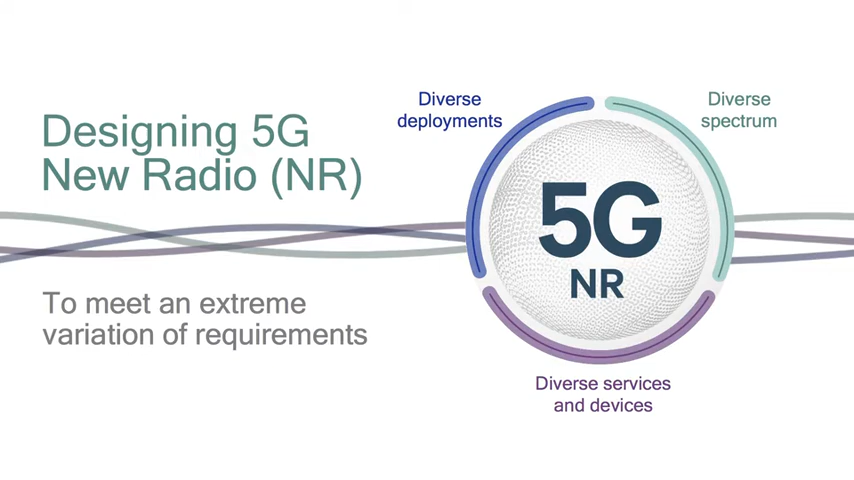 Designing 5G
New Radio (NR)
To meet an extreme
variation of requirements
Diverse
deployments
Diverse
spectrum
5G
NR
Diverse services
and devices